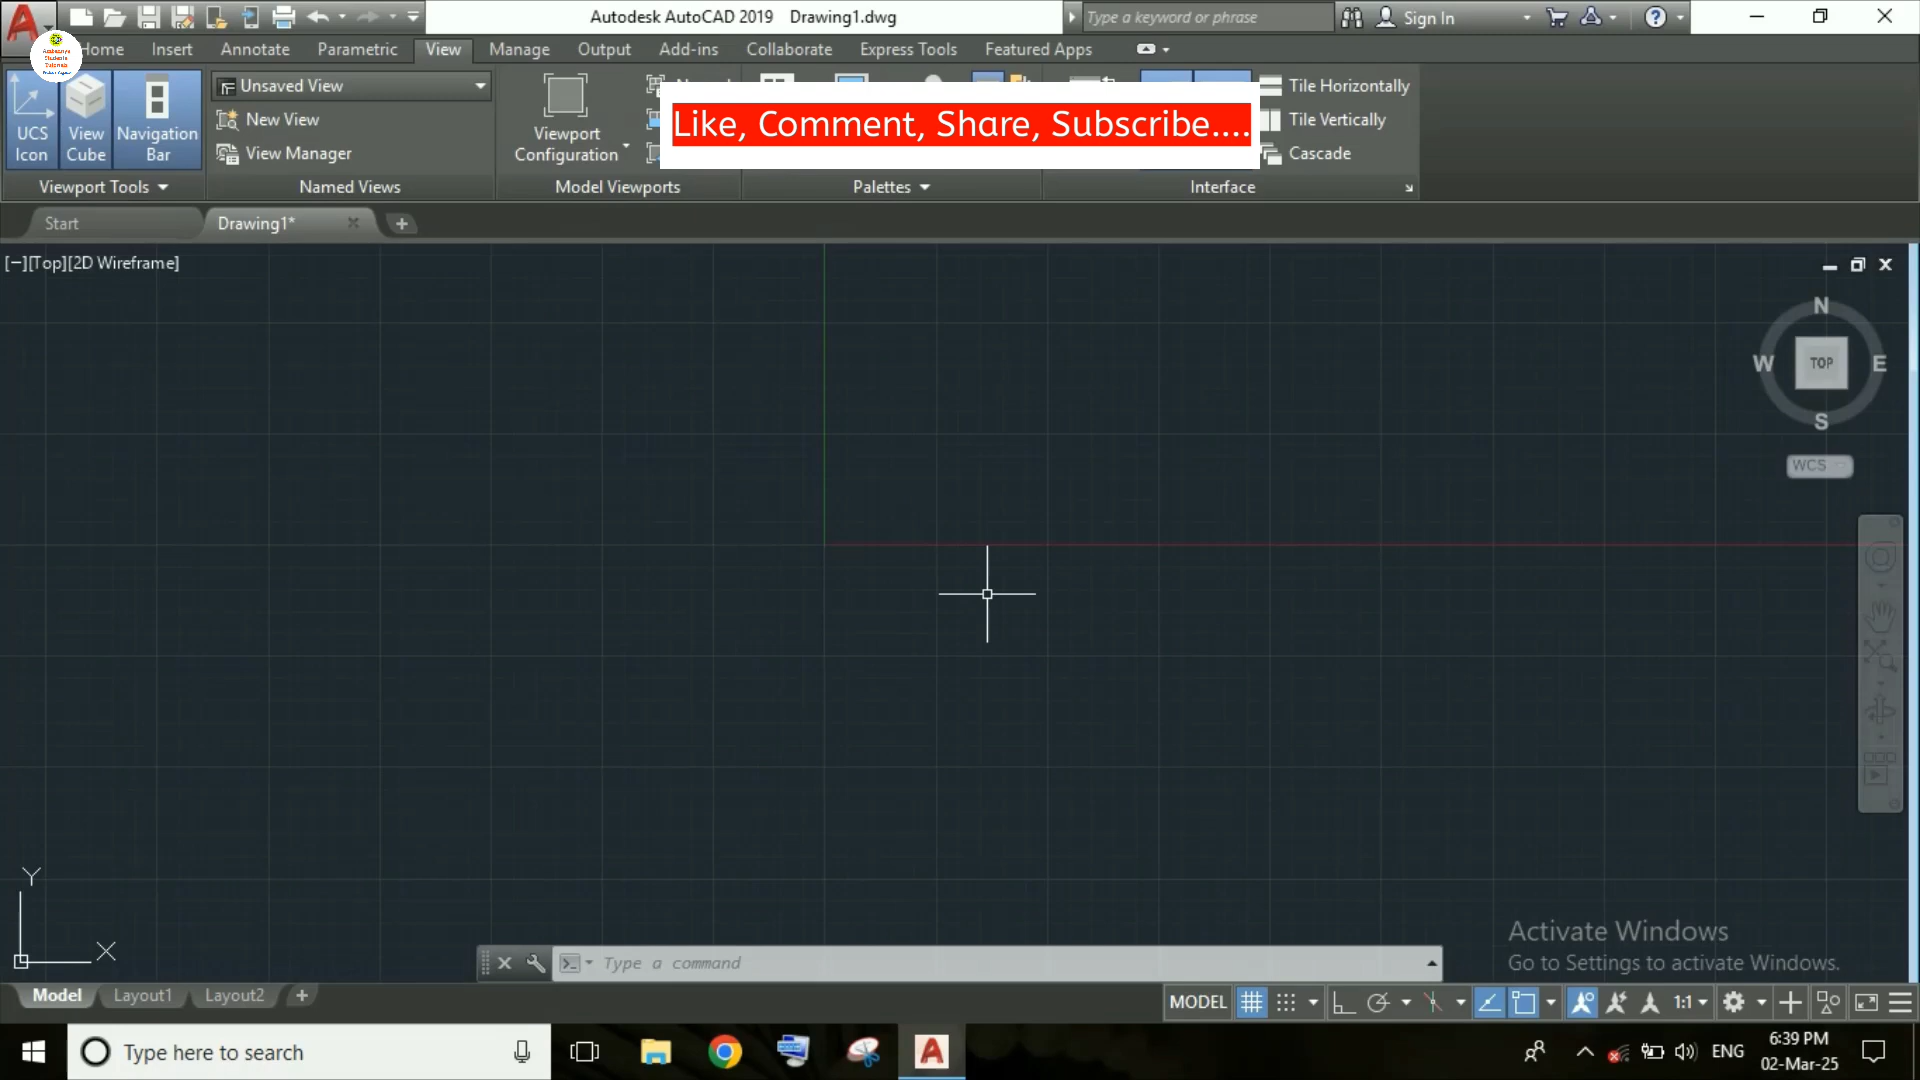 Autodesk AutoCAD 2019 Drawing1.dwg
Type a keyword or phrase
Sign In
Home Insert Annotate Parametric View Manage Output Add-ins Collaborate Express Tools Featured Apps
UCS
Icon
View
Cube
Navigation
Bar
Unsaved View
New View
View Manager
Viewport
Configuration
Like, Comment, Share, Subscribe....
Tile Horizontally
Tile Vertically
Cascade
Viewport Tools
Named Views
Model Viewports
Palettes
Interface
Start
Drawing1*
[−][Top][2D Wireframe]
N
W
TOP
E
S
WCS
Y
X
Activate Windows
Go to Settings to activate Windows.
Type a command
Model
Layout1
Layout2
MODEL
1:1
Type here to search
ENG
6:39 PM
02-Mar-25